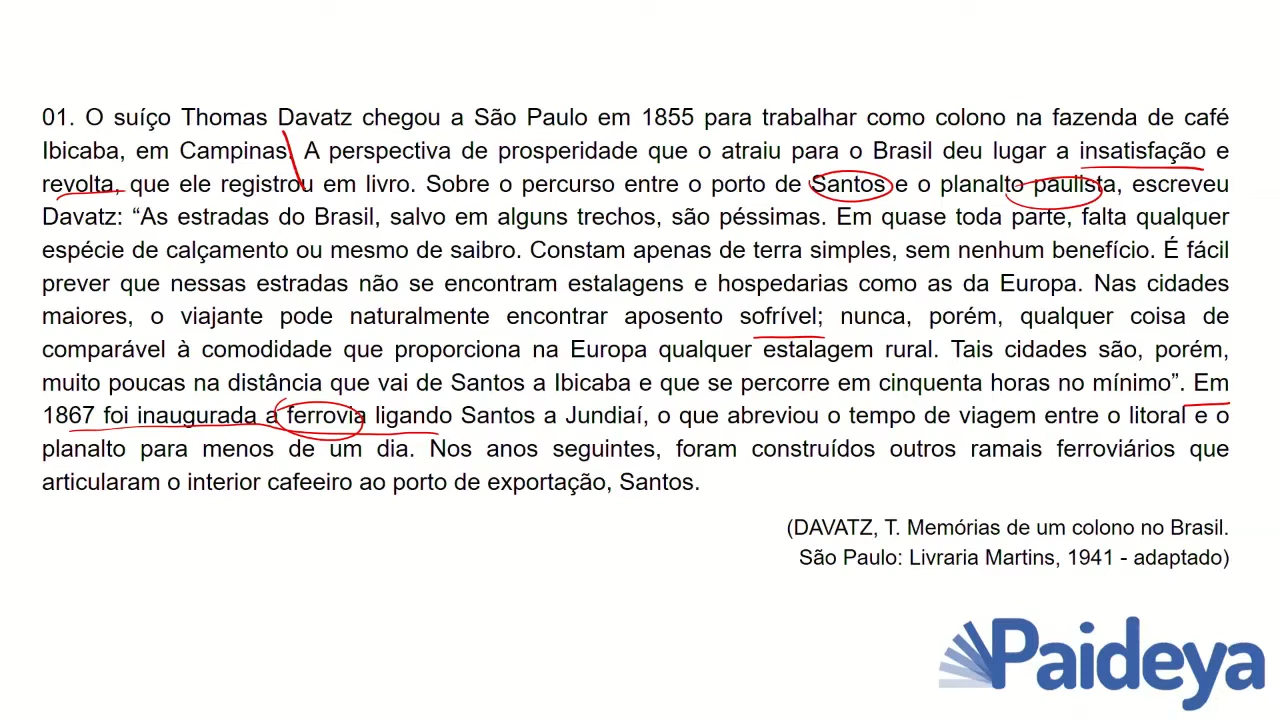 01. O suíço Thomas Davatz chegou a São Paulo em 1855 para trabalhar como colono na fazenda de café
Ibicaba, em Campinas. A perspectiva de prosperidade que o atraiu para o Brasil deu lugar a insatisfação e
revolta, que ele registrou em livro. Sobre o percurso entre o porto de Santos e o planalto paulista, escreveu
Davatz: “As estradas do Brasil, salvo em alguns trechos, são péssimas. Em quase toda parte, falta qualquer
espécie de calçamento ou mesmo de saibro. Constam apenas de terra simples, sem nenhum benefício. É fácil
prever que nessas estradas não se encontram estalagens e hospedarias como as da Europa. Nas cidades
maiores, o viajante pode naturalmente encontrar aposento sofrível; nunca, porém, qualquer coisa de
comparável à comodidade que proporciona na Europa qualquer estalagem rural. Tais cidades são, porém,
muito poucas na distância que vai de Santos a Ibicaba e que se percorre em cinquenta horas no mínimo”. Em
1867 foi inaugurada a ferrovia ligando Santos a Jundiaí, o que abreviou o tempo de viagem entre o litoral e o
planalto para menos de um dia. Nos anos seguintes, foram construídos outros ramais ferroviários que
articularam o interior cafeeiro ao porto de exportação, Santos.
(DAVATZ, T. Memórias de um colono no Brasil.
São Paulo: Livraria Martins, 1941 - adaptado)
Paideya